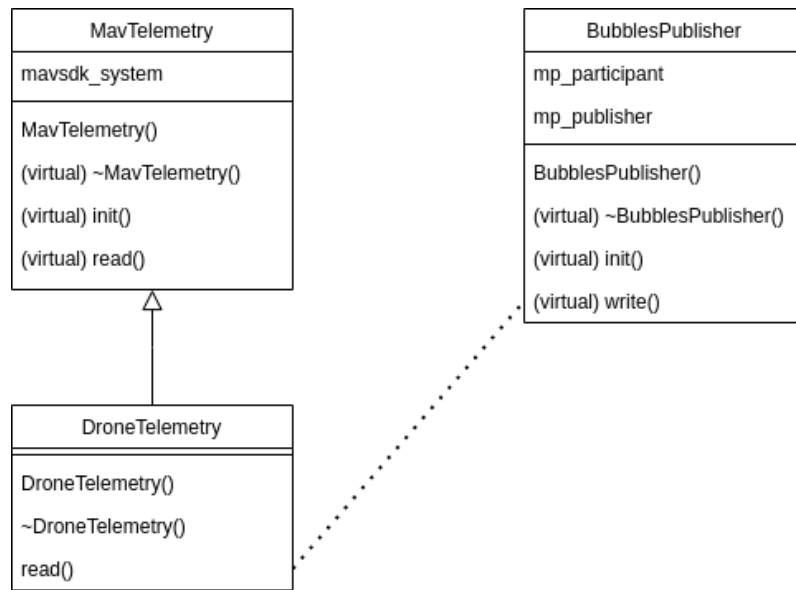 MavTelemetry
mavsdk_system
MavTelemetry()
(virtual) ~MavTelemetry()
(virtual) init()
(virtual) read()
BubblesPublisher
mp_participant
mp_publisher
BubblesPublisher()
(virtual) ~BubblesPublisher()
(virtual) init()
(virtual) write()
DroneTelemetry
DroneTelemetry()
~DroneTelemetry()
read()